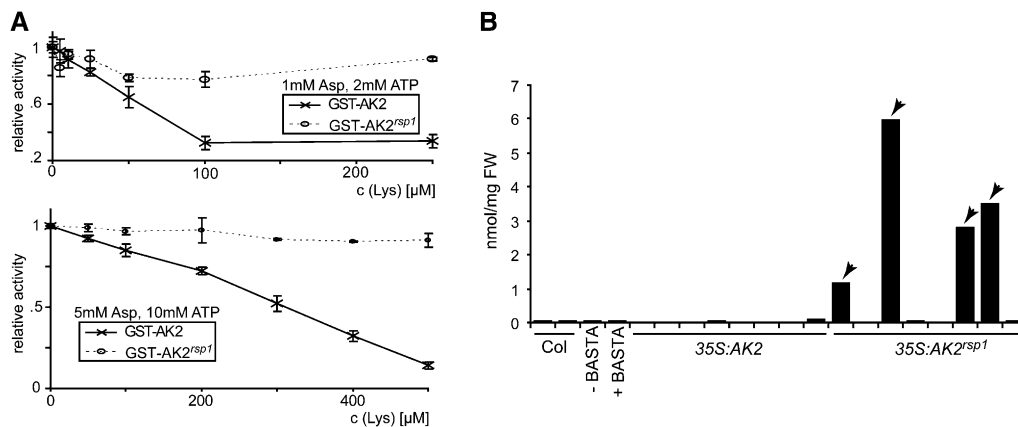 A
relative activity
1
.6
.2
0
100
200
c (Lys) [µM]
1mM Asp, 2mM ATP
GST-AK2
GST-AK2rsp1
relative activity
1
.5
0
0
200
400
c (Lys) [µM]
5mM Asp, 10mM ATP
GST-AK2
GST-AK2rsp1
B
nmol/mg FW
7
6
5
4
3
2
1
0
Col
- BASTA
+ BASTA
35S:AK2
35S:AK2rsp1